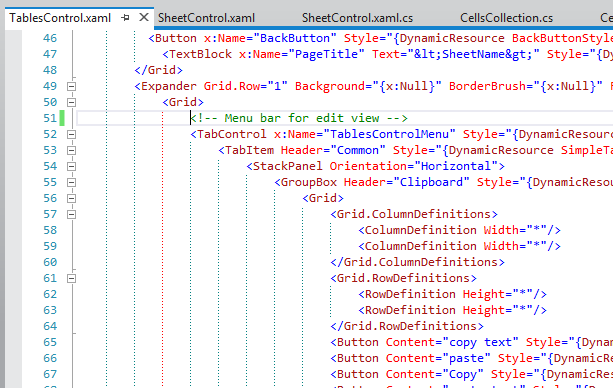 TablesControl.xaml SheetControl.xaml SheetControl.xaml.cs CellsCollection.cs Ce
46 <Button x:Name="BackButton" Style="{DynamicResource BackButtonStyl
47 <TextBlock x:Name="PageTitle" Text="&lt;SheetName&gt;" Style="{Dy
48 </Grid>
49 <Expander Grid.Row="1" Background="{x:Null}" BorderBrush="{x:Null}"
50 <Grid>
51 <!-- Menu bar for edit view -->
52 <TabControl x:Name="TablesControlMenu" Style="{DynamicResourc
53 <TabItem Header="Common" Style="{DynamicResource SimpleTa
54 <StackPanel Orientation="Horizontal">
55 <GroupBox Header="Clipboard" Style="{DynamicResou
56 <Grid>
57 <Grid.ColumnDefinitions>
58 <ColumnDefinition Width="*"/>
59 <ColumnDefinition Width="*"/>
60 </Grid.ColumnDefinitions>
61 <Grid.RowDefinitions>
62 <RowDefinition Height="*"/>
63 <RowDefinition Height="*"/>
64 </Grid.RowDefinitions>
65 <Button Content="copy text" Style="{Dyn
66 <Button Content="paste" Style="{DynamicRe
67 <Button Content="Copy" Style="{DynamicRes